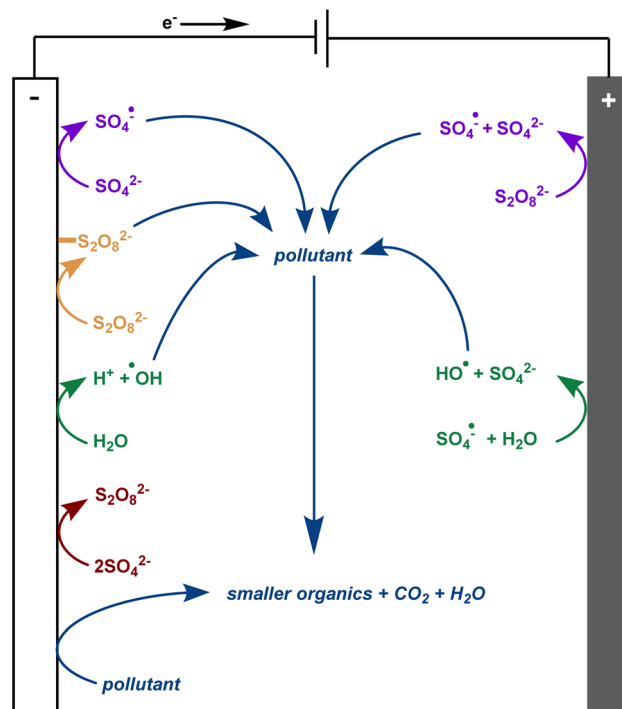 e⁻
-
+
SO₄•⁻
SO₄²⁻
S₂O₈²⁻
S₂O₈²⁻
H⁺ + •OH
H₂O
S₂O₈²⁻
2SO₄²⁻
pollutant
pollutant
smaller organics + CO₂ + H₂O
SO₄•⁻ + SO₄²⁻
S₂O₈²⁻
HO• + SO₄²⁻
SO₄•⁻ + H₂O